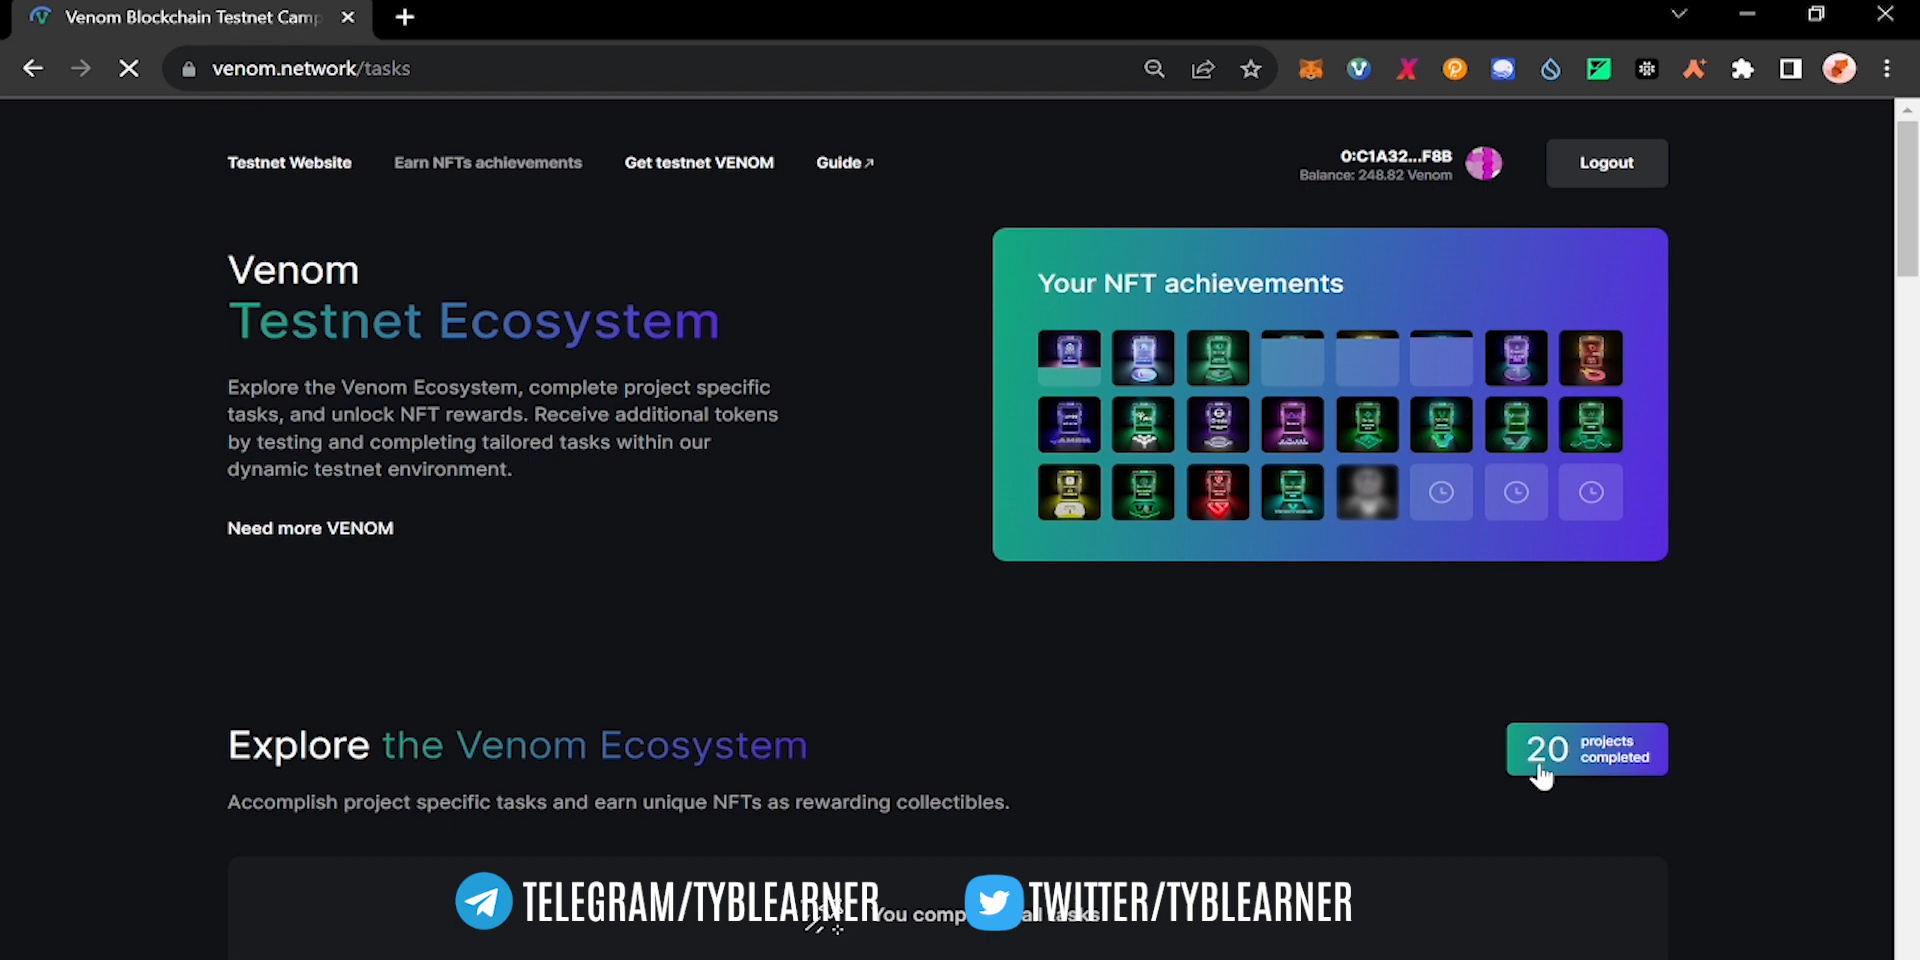 Venom Blockchain Testnet Camp
venom.network/tasks
Testnet Website
Earn NFTs achievements
Get testnet VENOM
Guide
0:C1A32...F8B
Balance: 248.82 Venom
Logout
Venom
Testnet Ecosystem
Explore the Venom Ecosystem, complete project specific
tasks, and unlock NFT rewards. Receive additional tokens
by testing and completing tailored tasks within our
dynamic testnet environment.
Need more VENOM
Your NFT achievements
Explore the Venom Ecosystem
20 projects
completed
Accomplish project specific tasks and earn unique NFTs as rewarding collectibles.
TELEGRAM/TYBLEARNER
TWITTER/TYBLEARNER